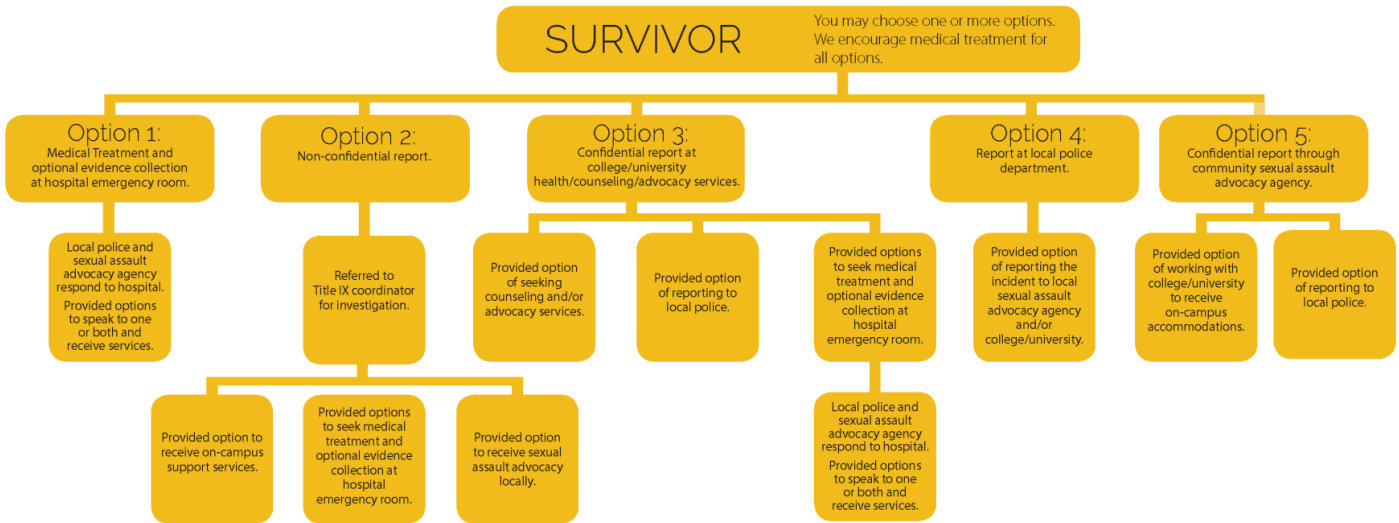 SURVIVOR
You may choose one or more options.
We encourage medical treatment for
all options.
Option 1:
Medical Treatment and
optional evidence collection
at hospital emergency room.
Option 2:
Non-confidential report.
Option 3:
Confidential report at
college/university
health/counseling/advocacy services.
Option 4:
Report at local police
department.
Option 5:
Confidential report through
community sexual assault
advocacy agency.
Local police and
sexual assault
advocacy agency
respond to hospital.
Provided options
to speak to one
or both and
receive services.
Referred to
Title IX coordinator
for investigation.
Provided option
of seeking
counseling and/or
advocacy services.
Provided option
of reporting to
local police.
Provided options
to seek medical
treatment and
optional evidence
collection at
hospital
emergency room.
Provided option
of reporting the
incident to local
sexual assault
advocacy agency
and/or
college/university.
Provided option
of working with
college/university
to receive
on-campus
accommodations.
Provided option
of reporting to
local police.
Provided option to
receive on-campus
support services.
Provided options
to seek medical
treatment and
optional evidence
collection at
hospital
emergency room.
Provided option
to receive sexual
assault advocacy
locally.
Local police and
sexual assault
advocacy agency
respond to hospital.
Provided options
to speak to one
or both and
receive services.